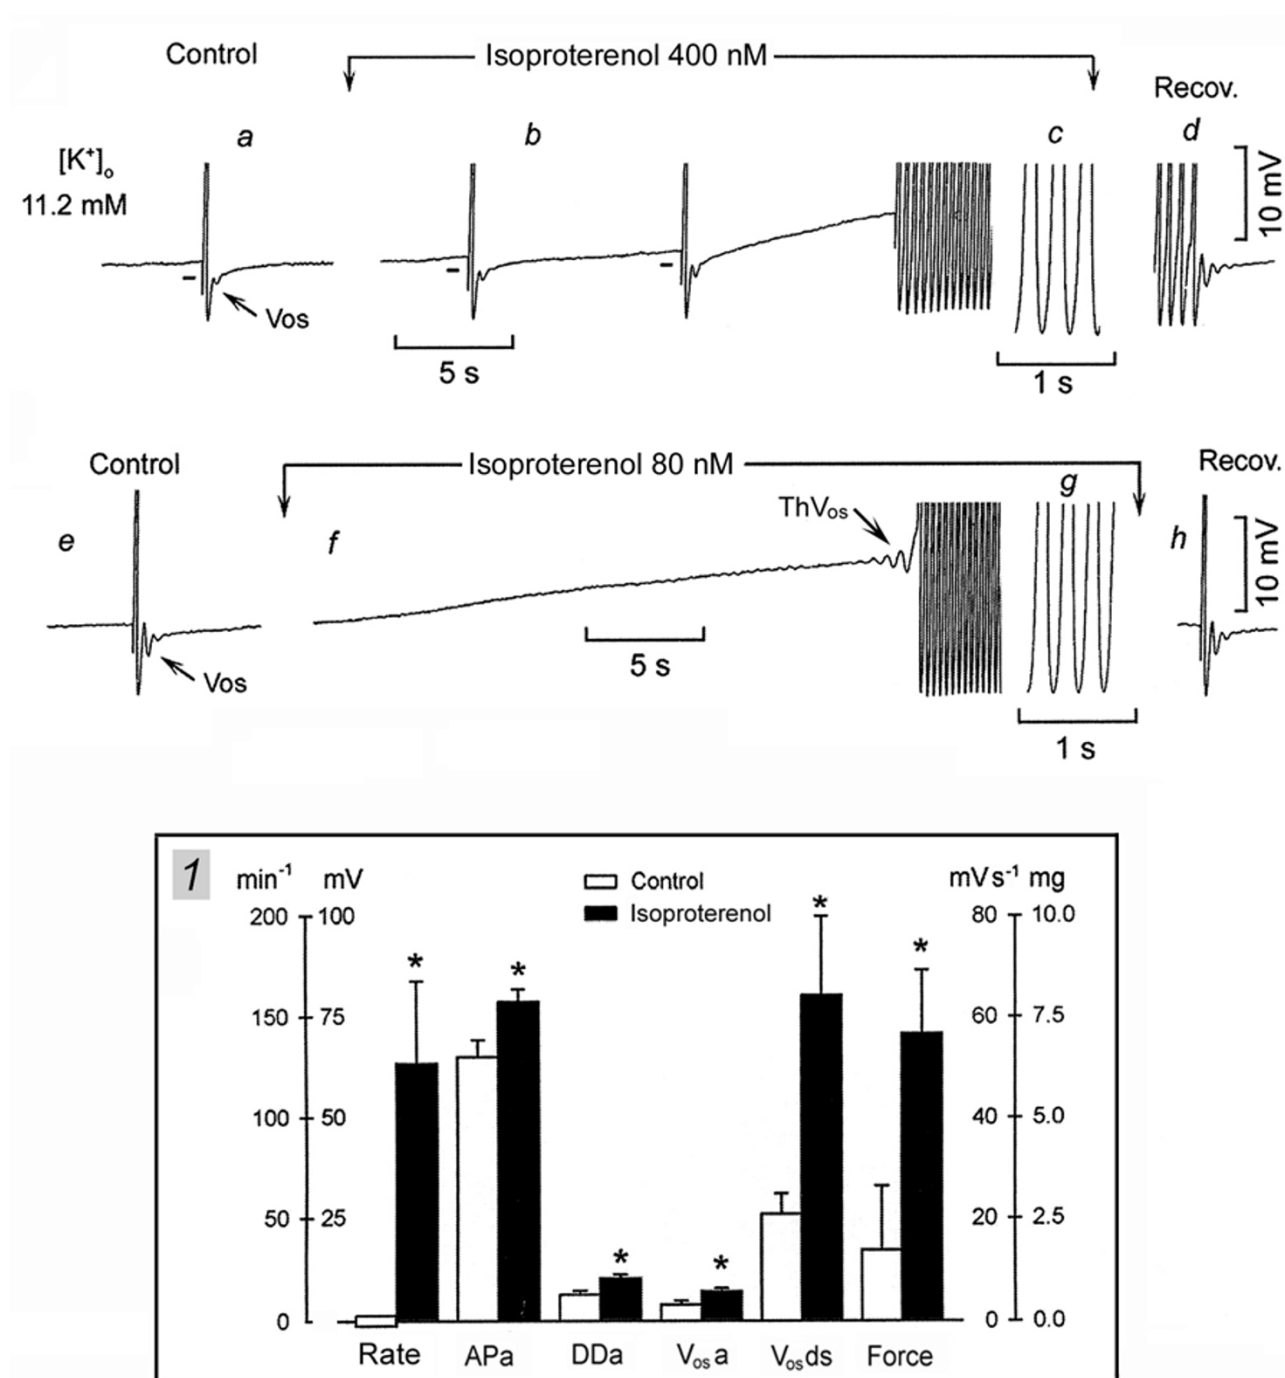 Control
Isoproterenol 400 nM
Recov.
a
b
c
d
[K⁺]ₒ
11.2 mM
10 mV
Vos
5 s
1 s
Control
Isoproterenol 80 nM
Recov.
e
f
ThVos
g
h
10 mV
Vos
5 s
1 s
1
min⁻¹ mV
Control
Isoproterenol
mV s⁻¹ mg
200 100
80 10.0
150 75
60 7.5
100 50
40 5.0
50 25
20 2.5
0
0 0.0
* * * * * *
Rate APa DDa Vos a Vos ds Force